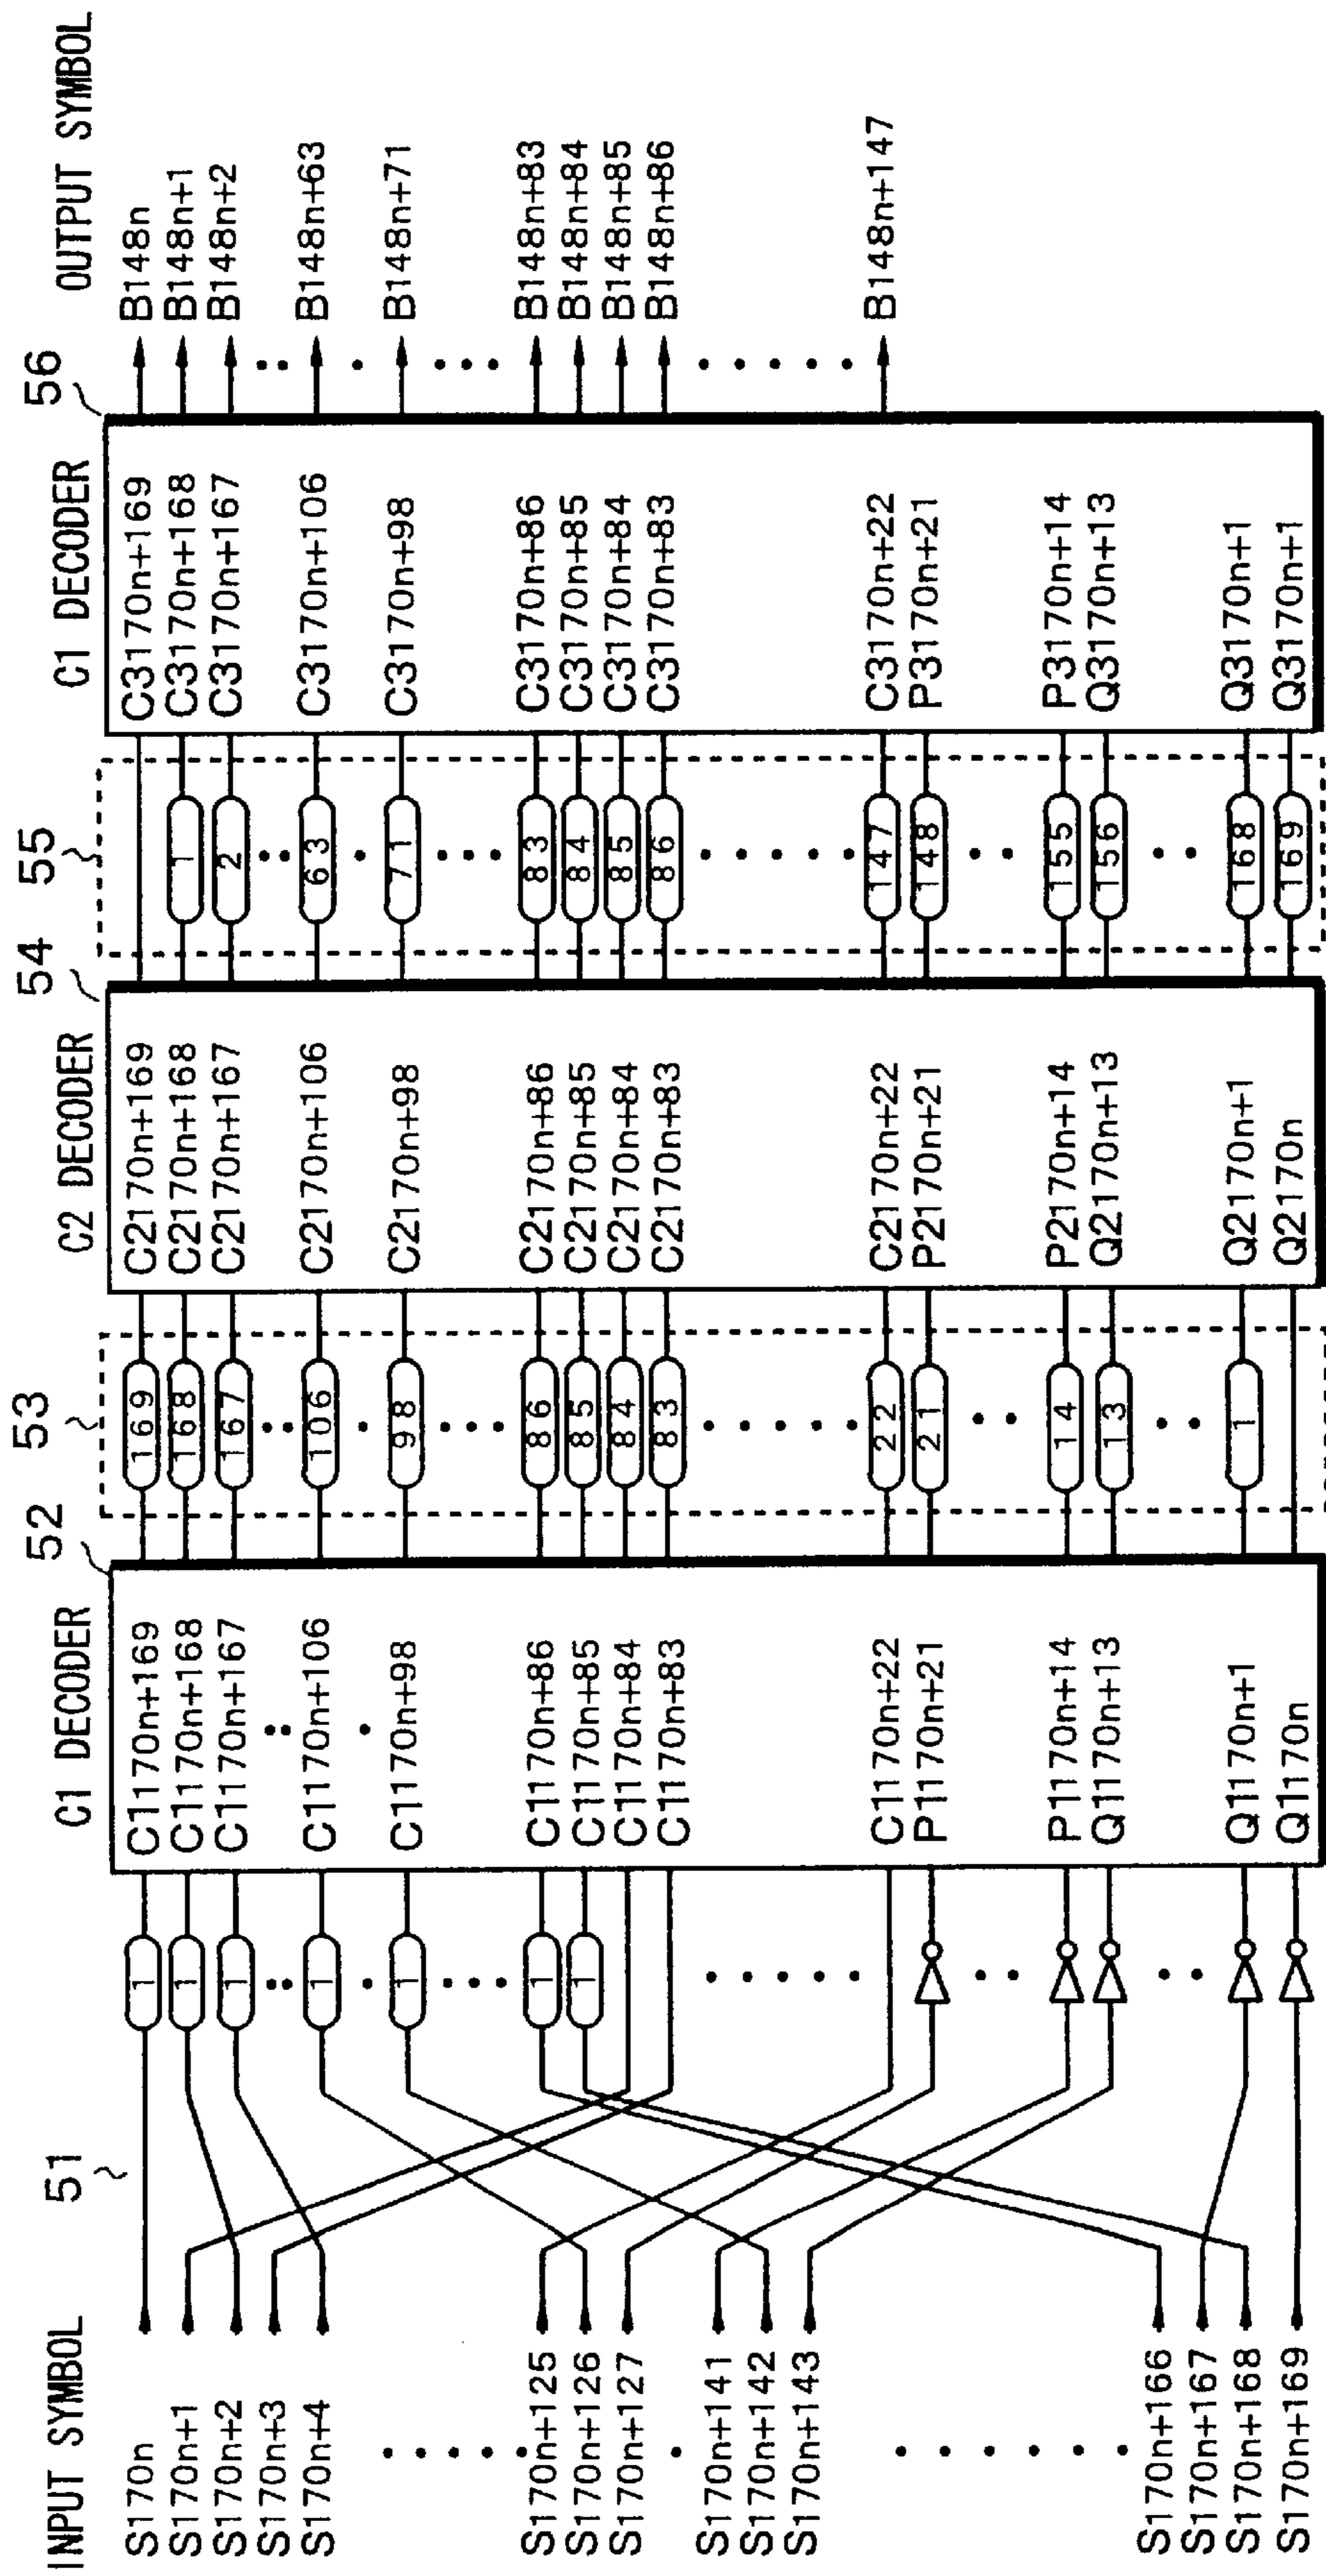 INPUT SYMBOL
S170n
S170n+1
S170n+2
S170n+3
S170n+4
S170n+125
S170n+126
S170n+127
S170n+141
S170n+142
S170n+143
S170n+166
S170n+167
S170n+168
S170n+169
51
1
1
1
1
1
1
1
C1 DECODER
52
C1170n+169
C1170n+168
C1170n+167
C1170n+106
C1170n+98
C1170n+86
C1170n+85
C1170n+84
C1170n+83
C1170n+22
P1170n+21
P1170n+14
Q1170n+13
Q1170n+1
Q1170n
53
169
168
167
106
98
86
85
84
83
22
21
14
13
1
C2 DECODER
54
C2170n+169
C2170n+168
C2170n+167
C2170n+106
C2170n+98
C2170n+86
C2170n+85
C2170n+84
C2170n+83
C2170n+22
P2170n+21
P2170n+14
Q2170n+13
Q2170n+1
Q2170n
55
1
2
63
71
83
84
85
86
147
148
155
156
168
169
C1 DECODER
56
C3170n+169
C3170n+168
C3170n+167
C3170n+106
C3170n+98
C3170n+86
C3170n+85
C3170n+84
C3170n+83
C3170n+22
P3170n+21
P3170n+14
Q3170n+13
Q3170n+1
Q3170n+1
OUTPUT SYMBOL
B148n
B148n+1
B148n+2
B148n+63
B148n+71
B148n+83
B148n+84
B148n+85
B148n+86
B148n+147